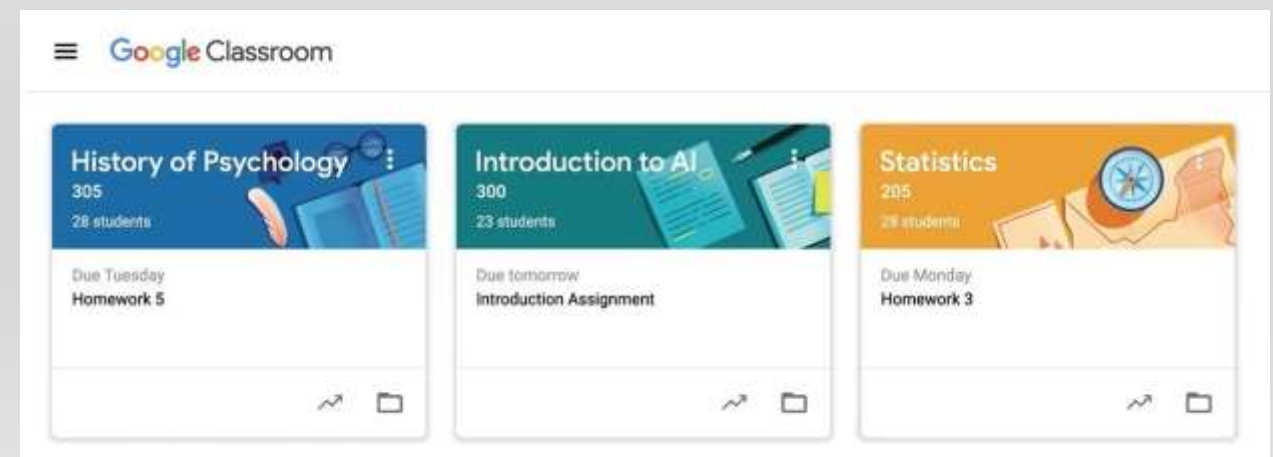 Google Classroom
History of Psychology
305
28 students
Due Tuesday
Homework 5
Introduction to AI
300
23 students
Due tomorrow
Introduction Assignment
Statistics
205
28 students
Due Monday
Homework 3